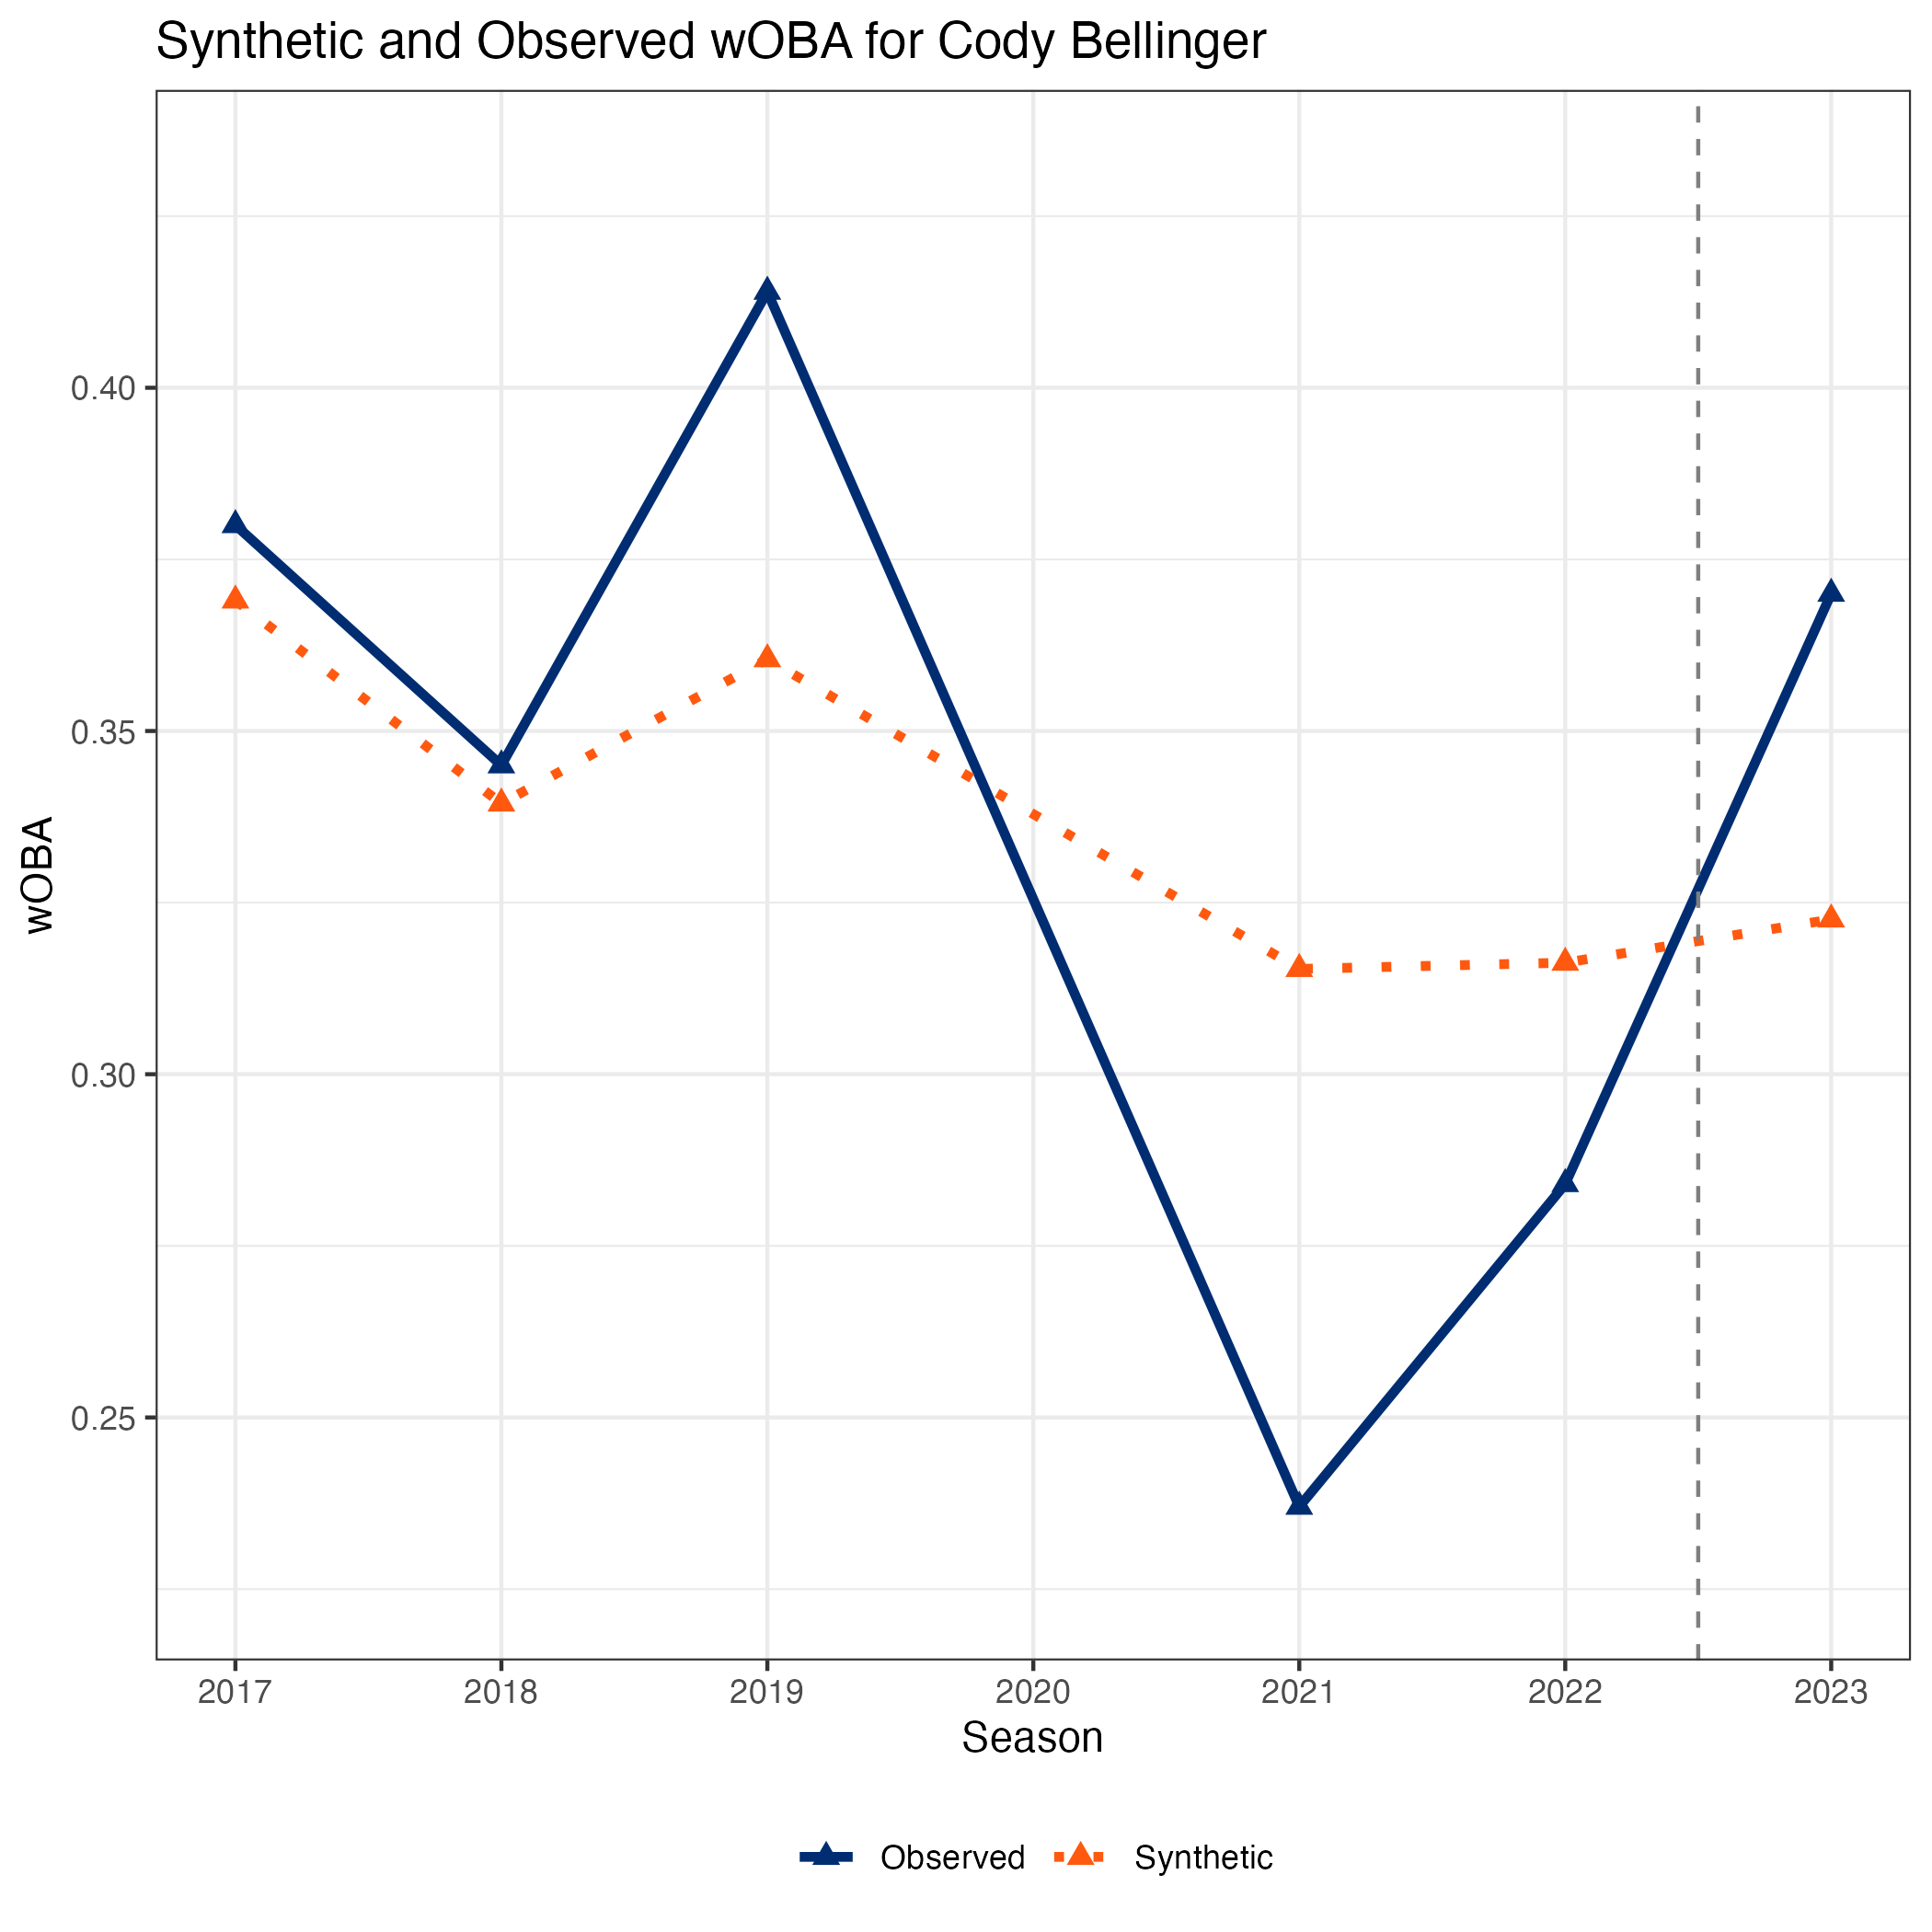 Synthetic and Observed wOBA for Cody Bellinger
wOBA
0.40
0.35
0.30
0.25
2017 2018 2019 2020 2021 2022 2023
Season
Observed Synthetic